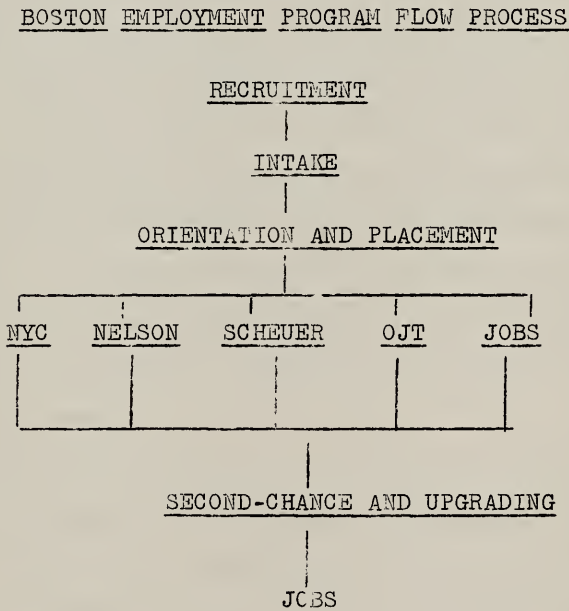 BOSTON EMPLOYMENT PROGRAM FLOW PROCESS
RECRUITMENT
INTAKE
ORIENTATION AND PLACEMENT
NYC NELSON SCHEUER OJT JOBS
SECOND-CHANCE AND UPGRADING
JOBS